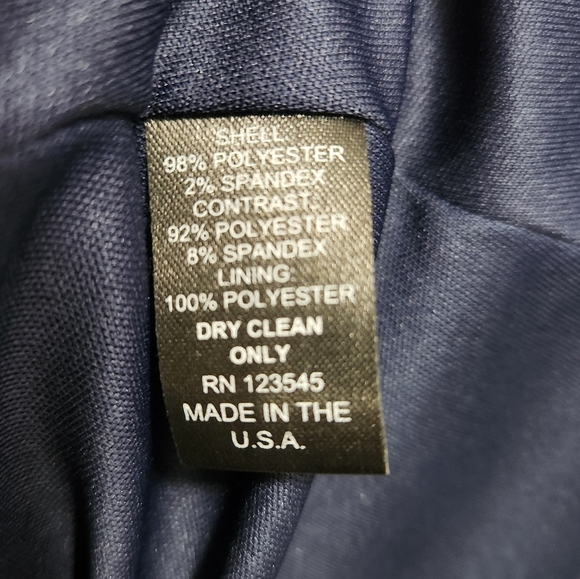 SHELL:
98% POLYESTER
2% SPANDEX
CONTRAST:
92% POLYESTER
8% SPANDEX
LINING:
100% POLYESTER
DRY CLEAN
ONLY
RN 123545
MADE IN THE
U.S.A.